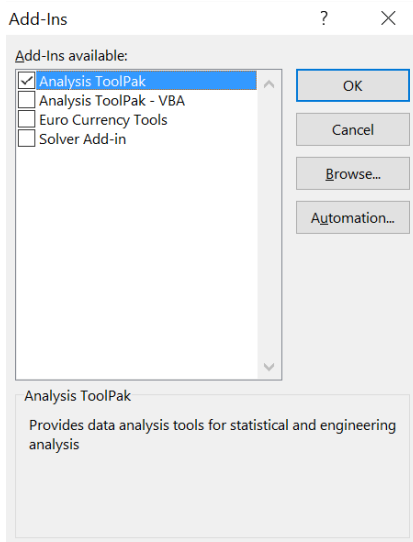 Add-Ins ?
Add-Ins available:
Analysis ToolPak
Analysis ToolPak - VBA
Euro Currency Tools
Solver Add-in
OK
Cancel
Browse...
Automation...
Analysis ToolPak
Provides data analysis tools for statistical and engineering
analysis